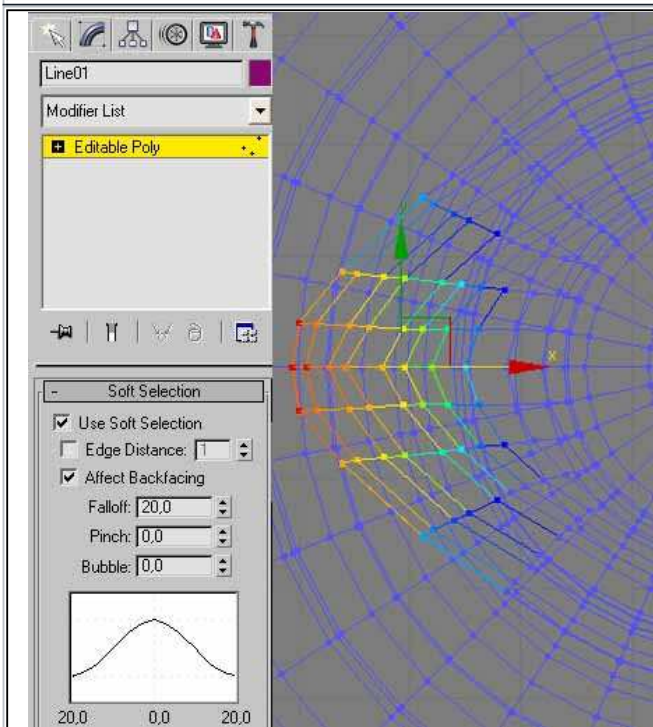 Line01
Modifier List
Editable Poly
- Soft Selection
Use Soft Selection
Edge Distance: 1
Affect Backfacing
Falloff: 20,0
Pinch: 0,0
Bubble: 0,0
20,0 0,0 20,0
y
x